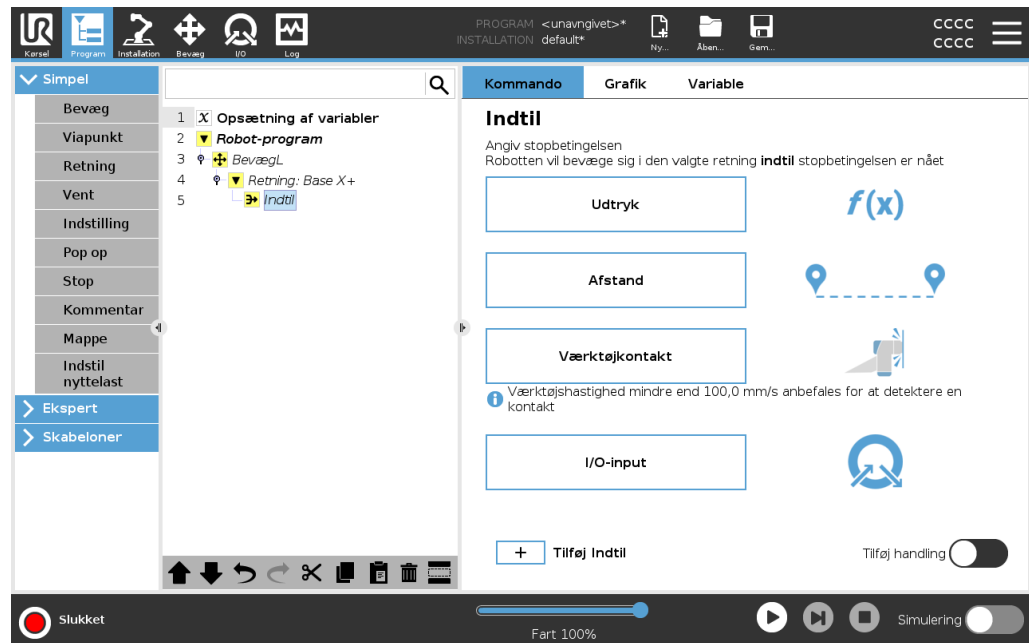 UR
PROGRAM <unavngivet>*
INSTALLATION default*
Kørsel Program Installation Bevæg I/O Log
Ny... Åben... Gem...
cccc
cccc
Simpel
Bevæg
Viapunkt
Retning
Vent
Indstilling
Pop op
Stop
Kommentar
Mappe
Indstil
nyttelast
Ekspert
Skabeloner
1 X Opsætning af variabler
2 Robot-program
3 BevægL
4 Retning: Base X+
5 Indtil
Kommando Grafik Variable
Indtil
Angiv stopbetingelsen
Robotten vil bevæge sig i den valgte retning indtil stopbetingelsen er nået
Udtryk
f(x)
Afstand
Værktøjkontakt
Værktøjshastighed mindre end 100,0 mm/s anbefales for at detektere en
kontakt
I/O-input
+ Tilføj Indtil
Tilføj handling
Slukket
Fart 100%
Simulering